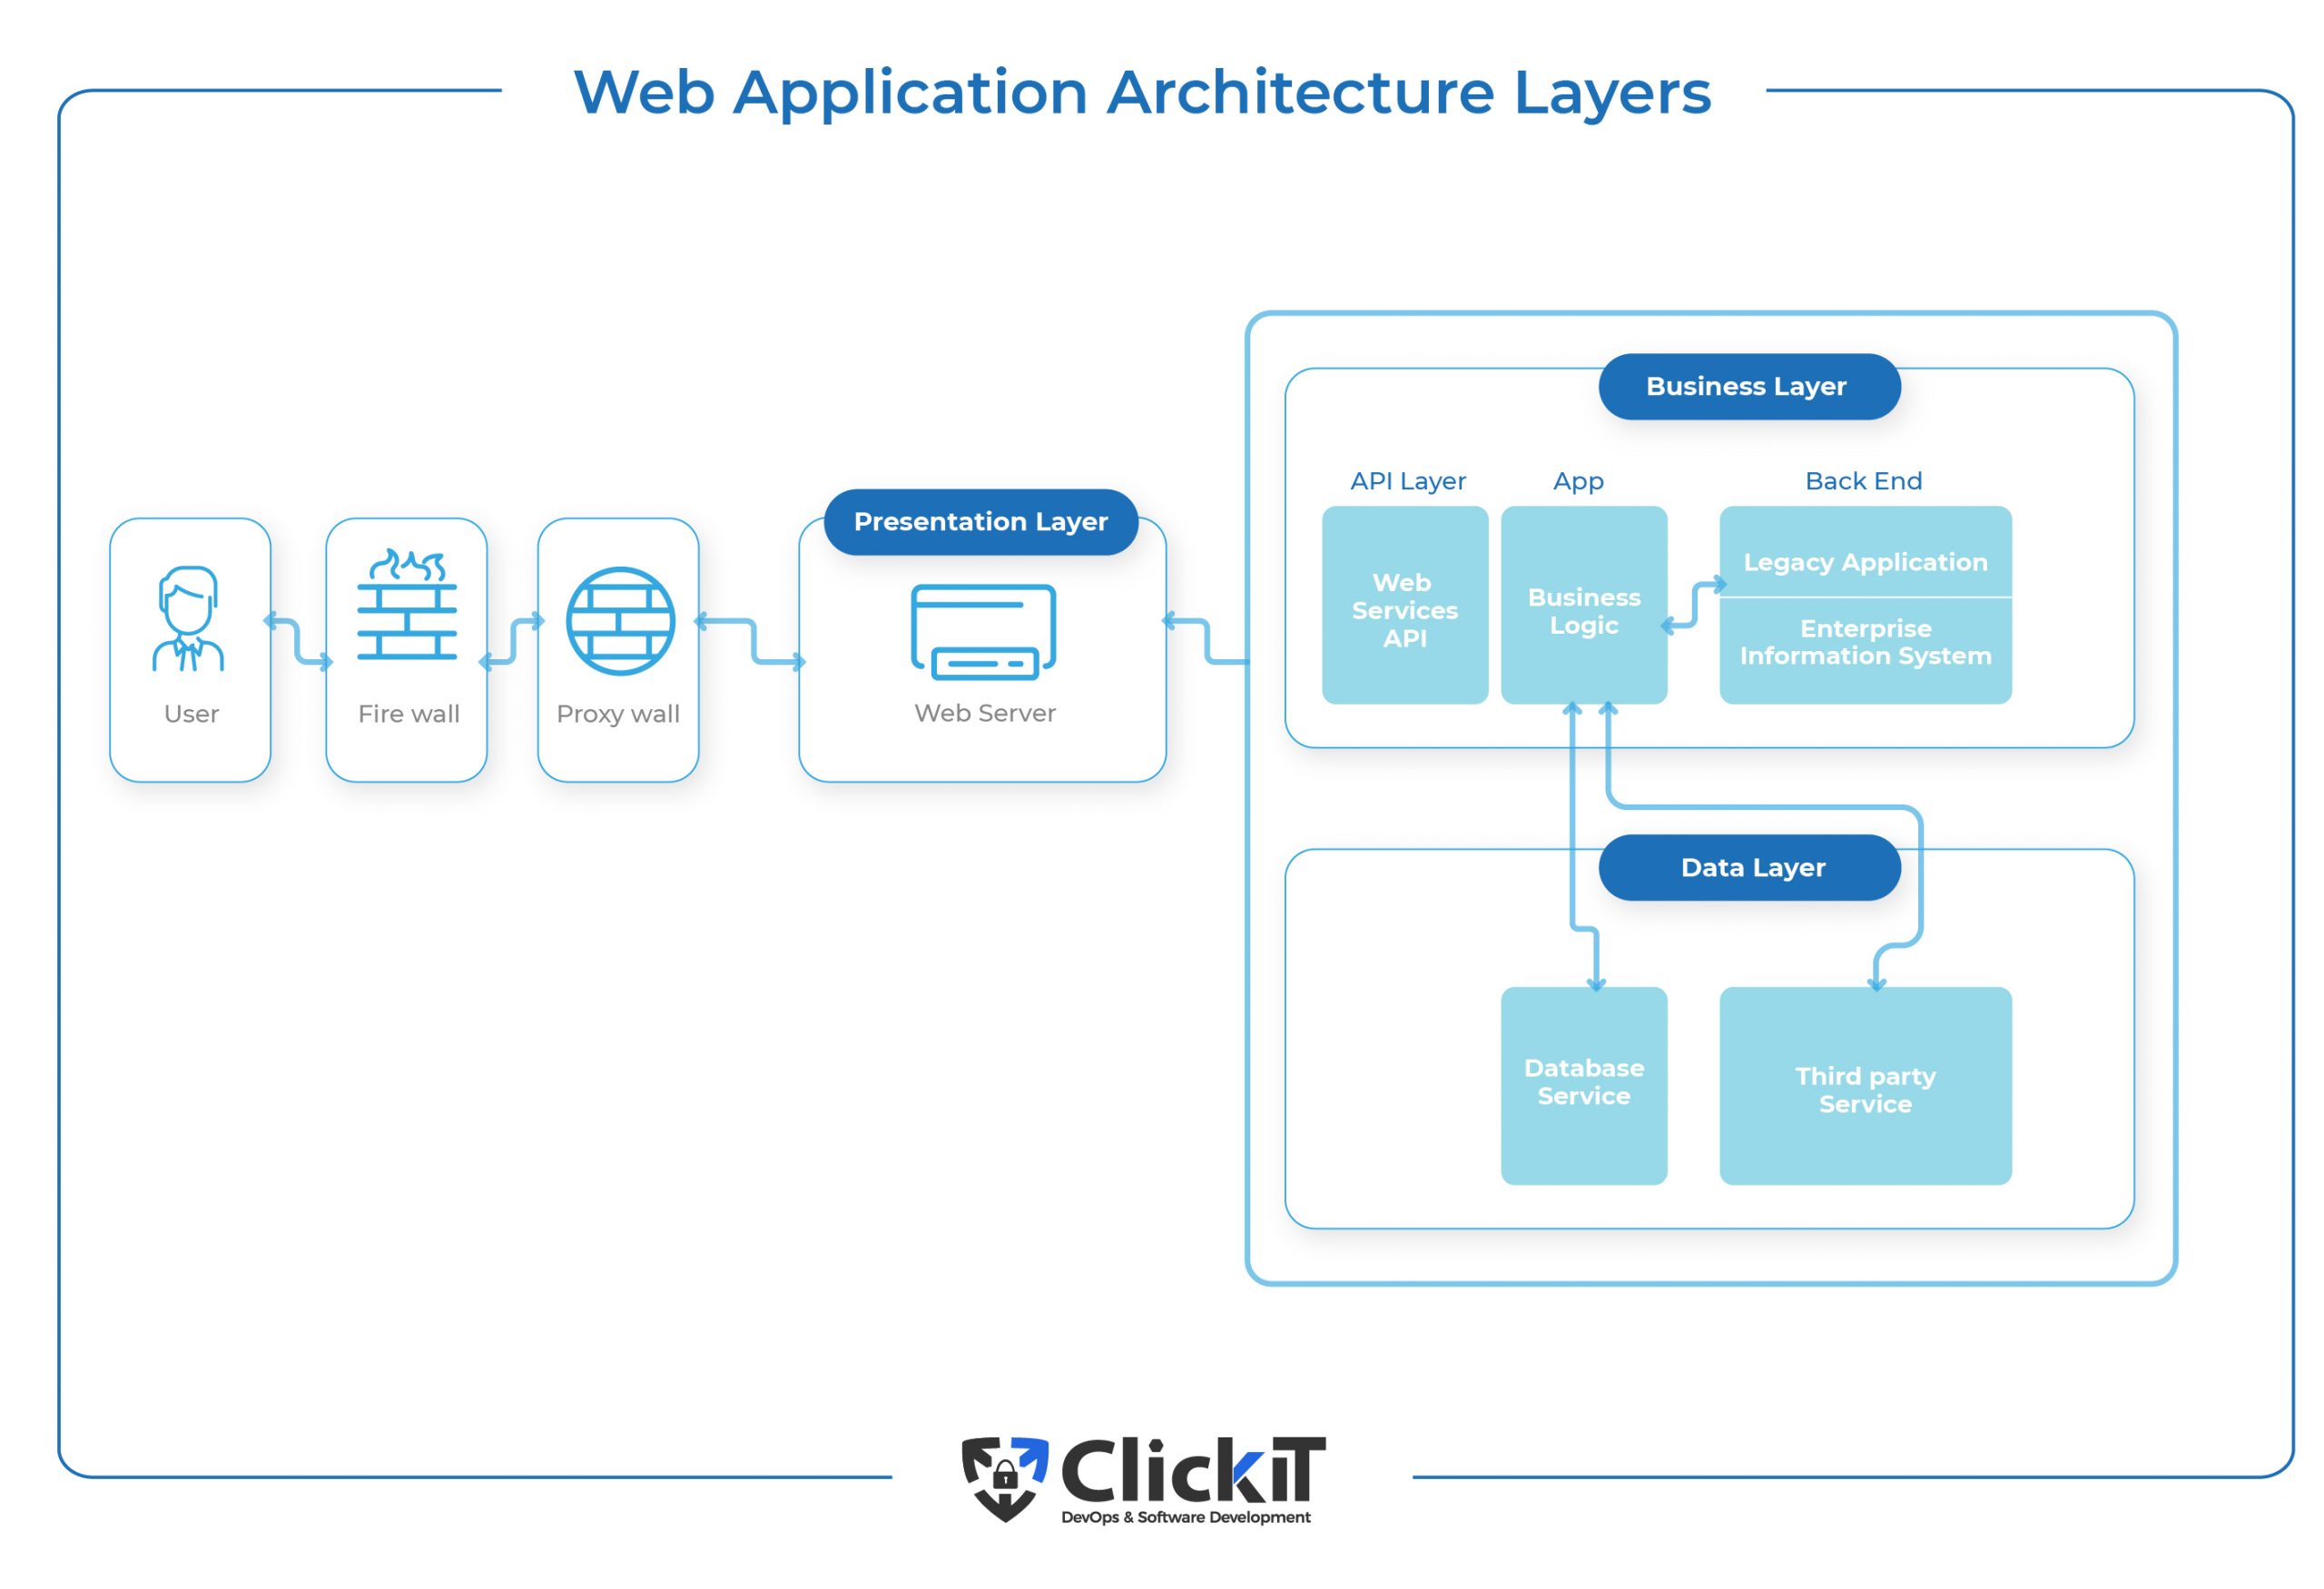 Web Application Architecture Layers
User
Fire wall
Proxy wall
Presentation Layer
Web Server
Business Layer
API Layer
Web
Services
API
App
Business
Logic
Back End
Legacy Application
Enterprise
Information System
Data Layer
Database
Service
Third party
Service
ClickiT
DevOps & Software Development